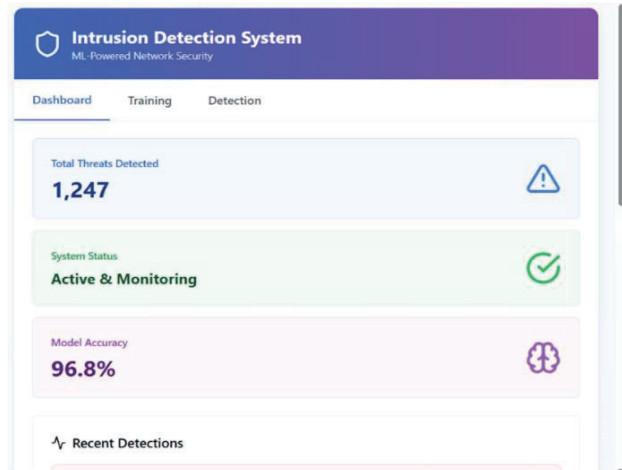 Intrusion Detection System
ML-Powered Network Security
Dashboard Training Detection
Total Threats Detected
1,247
System Status
Active & Monitoring
Model Accuracy
96.8%
Recent Detections